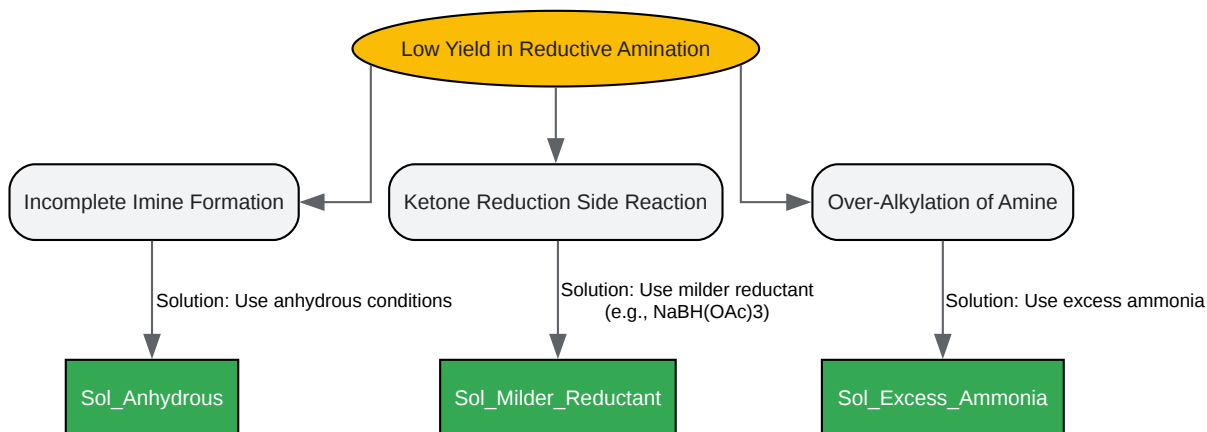 Low Yield in Reductive Amination
Incomplete Imine Formation
Ketone Reduction Side Reaction
Over-Alkylation of Amine
Solution: Use anhydrous conditions
Solution: Use milder reductant
(e.g., NaBH(OAc)3)
Solution: Use excess ammonia
Sol_Anhydrous
Sol_Milder_Reductant
Sol_Excess_Ammonia